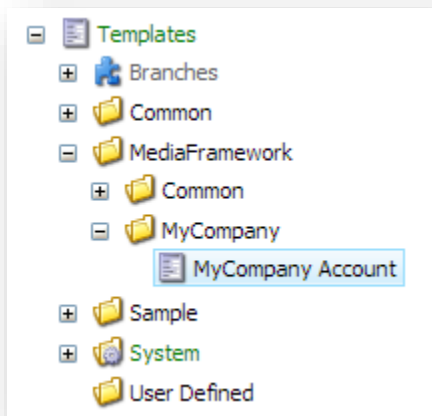 Templates
Branches
Common
MediaFramework
Common
MyCompany
MyCompany Account
Sample
System
User Defined